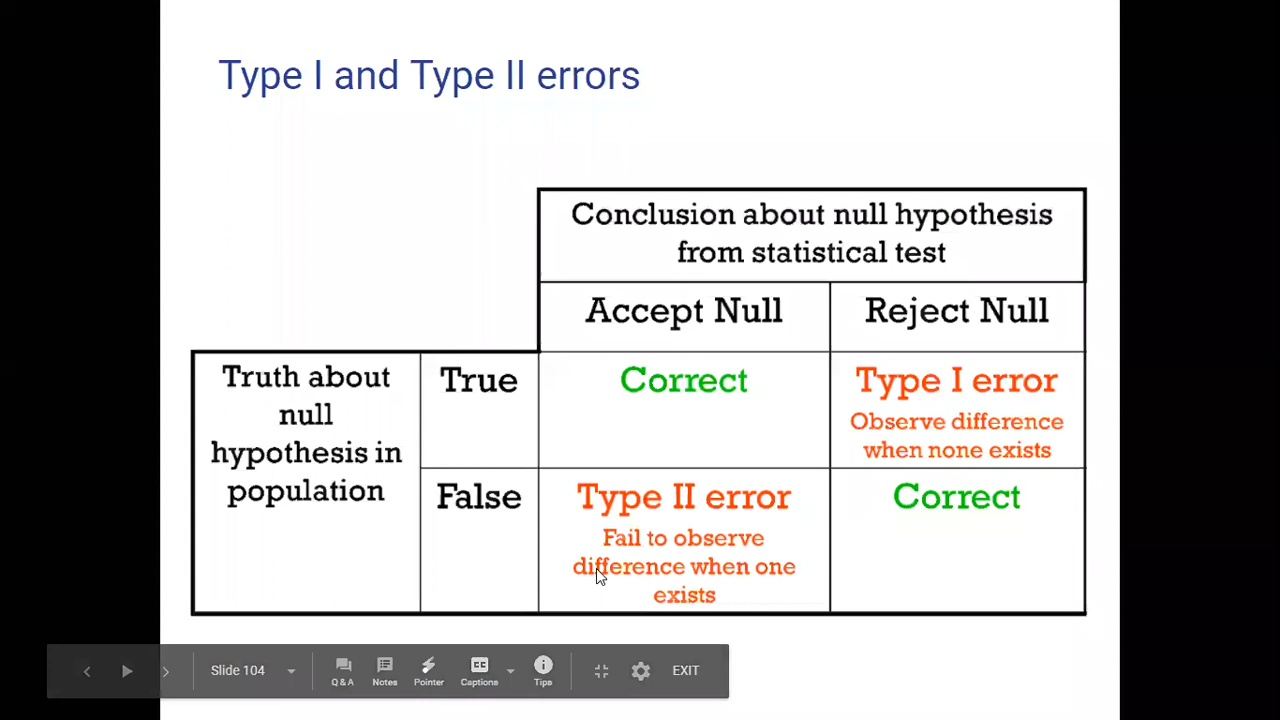 Type I and Type II errors
Conclusion about null hypothesis
from statistical test
Accept Null
Reject Null
Truth about
null
hypothesis in
population
True
Correct
Type I error
Observe difference
when none exists
False
Type II error
Fail to observe
difference when one
exists
Correct
Slide 104
Q & A
Notes
Pointer
CC
Captions
Tips
EXIT